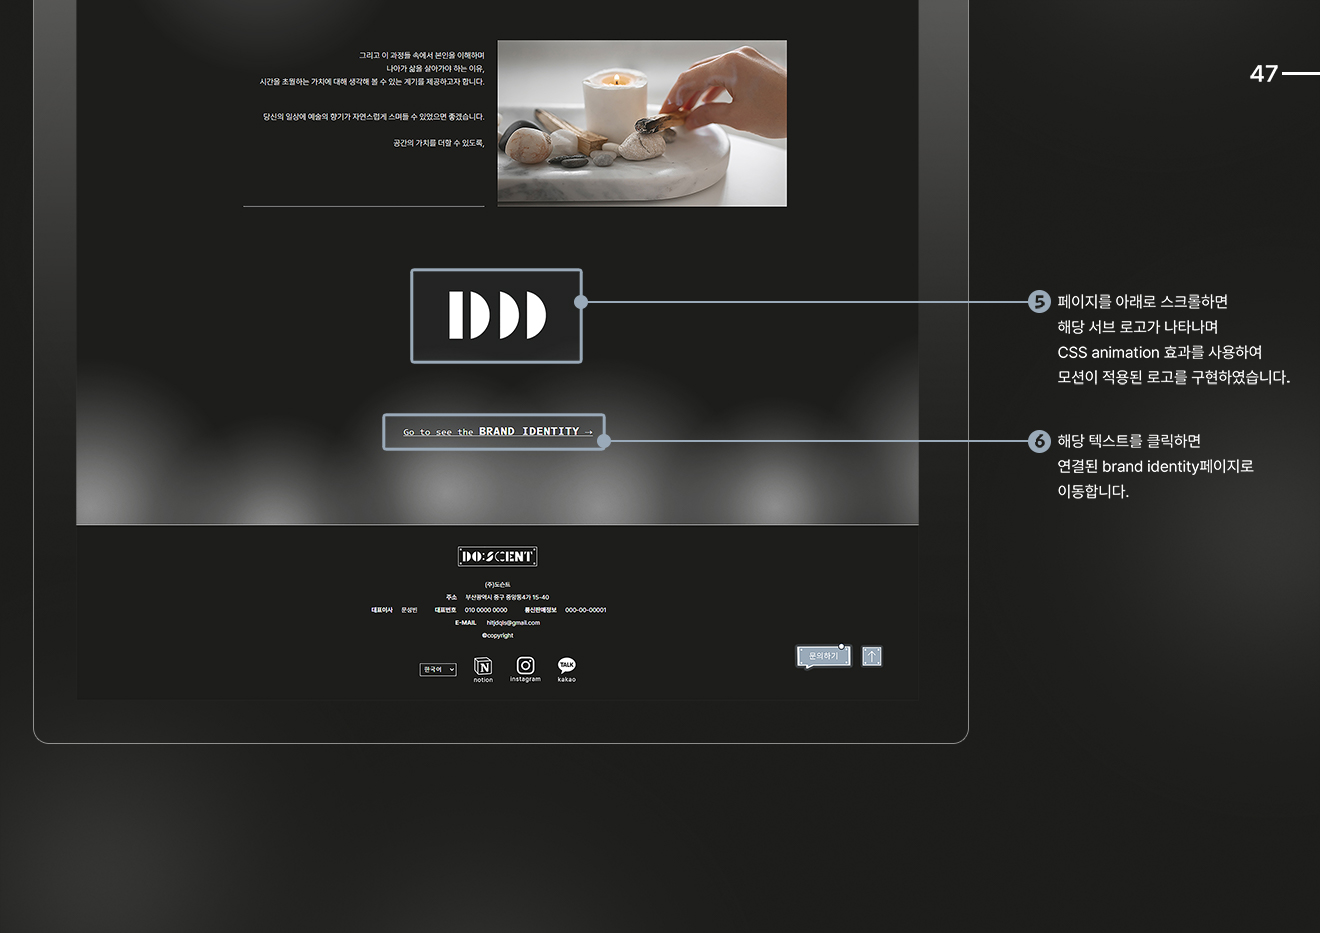 47
그리고 이 과정들 속에서 본인을 이해하며
나아가 삶을 살아가야 하는 이유,
시간을 초월하는 가치에 대해 생각해 볼 수 있는 계기를 제공하고자 합니다.
당신의 일상에 예술의 향기가 자연스럽게 스며들 수 있었으면 좋겠습니다.
공간의 가치를 더할 수 있도록,
5 페이지를 아래로 스크롤하면
해당 서브 로고가 나타나며
CSS animation 효과를 사용하여
모션이 적용된 로고를 구현하였습니다.
Go to see the BRAND IDENTITY →
6 해당 텍스트를 클릭하면
연결된 brand identity페이지로
이동합니다.
DO:SCENT
(주)도슨트
주소 부산광역시 중구 중앙동4가 15-40
대표이사 문성빈 대표번호 010 0000 0000 통신판매정보 000-00-00001
E-MAIL hitjdqls@gmail.com
©copyright
한국어
notion
instagram
TALK
kakao
문의하기